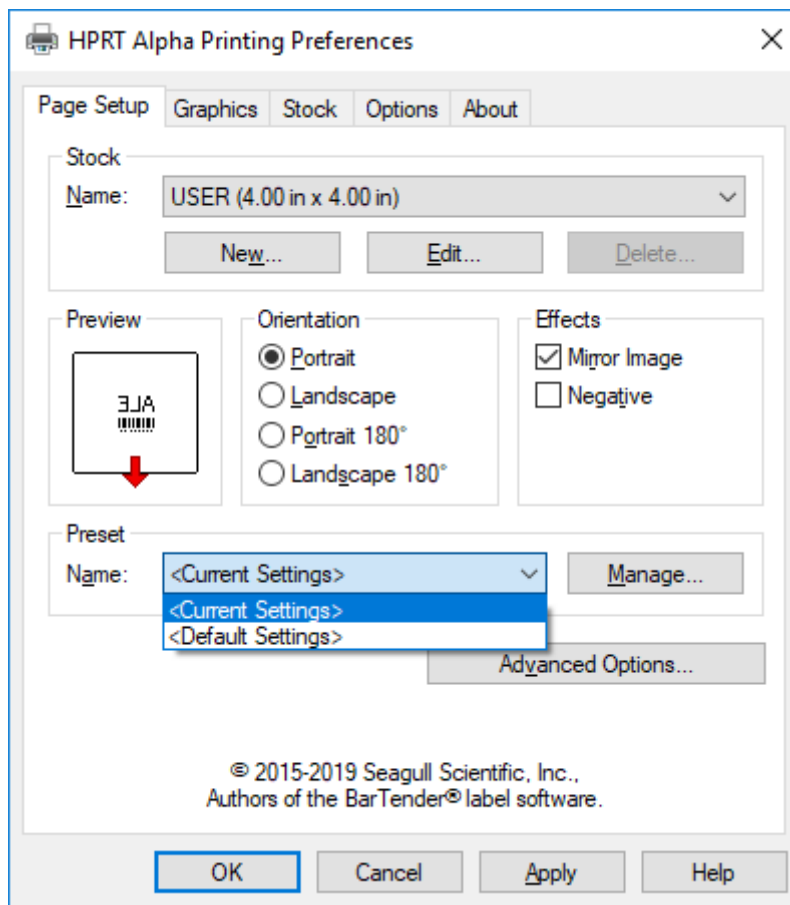 HPRT Alpha Printing Preferences
Page Setup Graphics Stock Options About
Stock
Name: USER (4.00 in x 4.00 in)
New... Edit... Delete...
Preview Orientation Effects
Portrait Mirror Image
ALE Landscape Negative
Portrait 180°
Landscape 180°
Preset
Name: <Current Settings> Manage...
<Current Settings>
<Default Settings>
Advanced Options...
© 2015-2019 Seagull Scientific, Inc.,
Authors of the BarTender® label software.
OK Cancel Apply Help